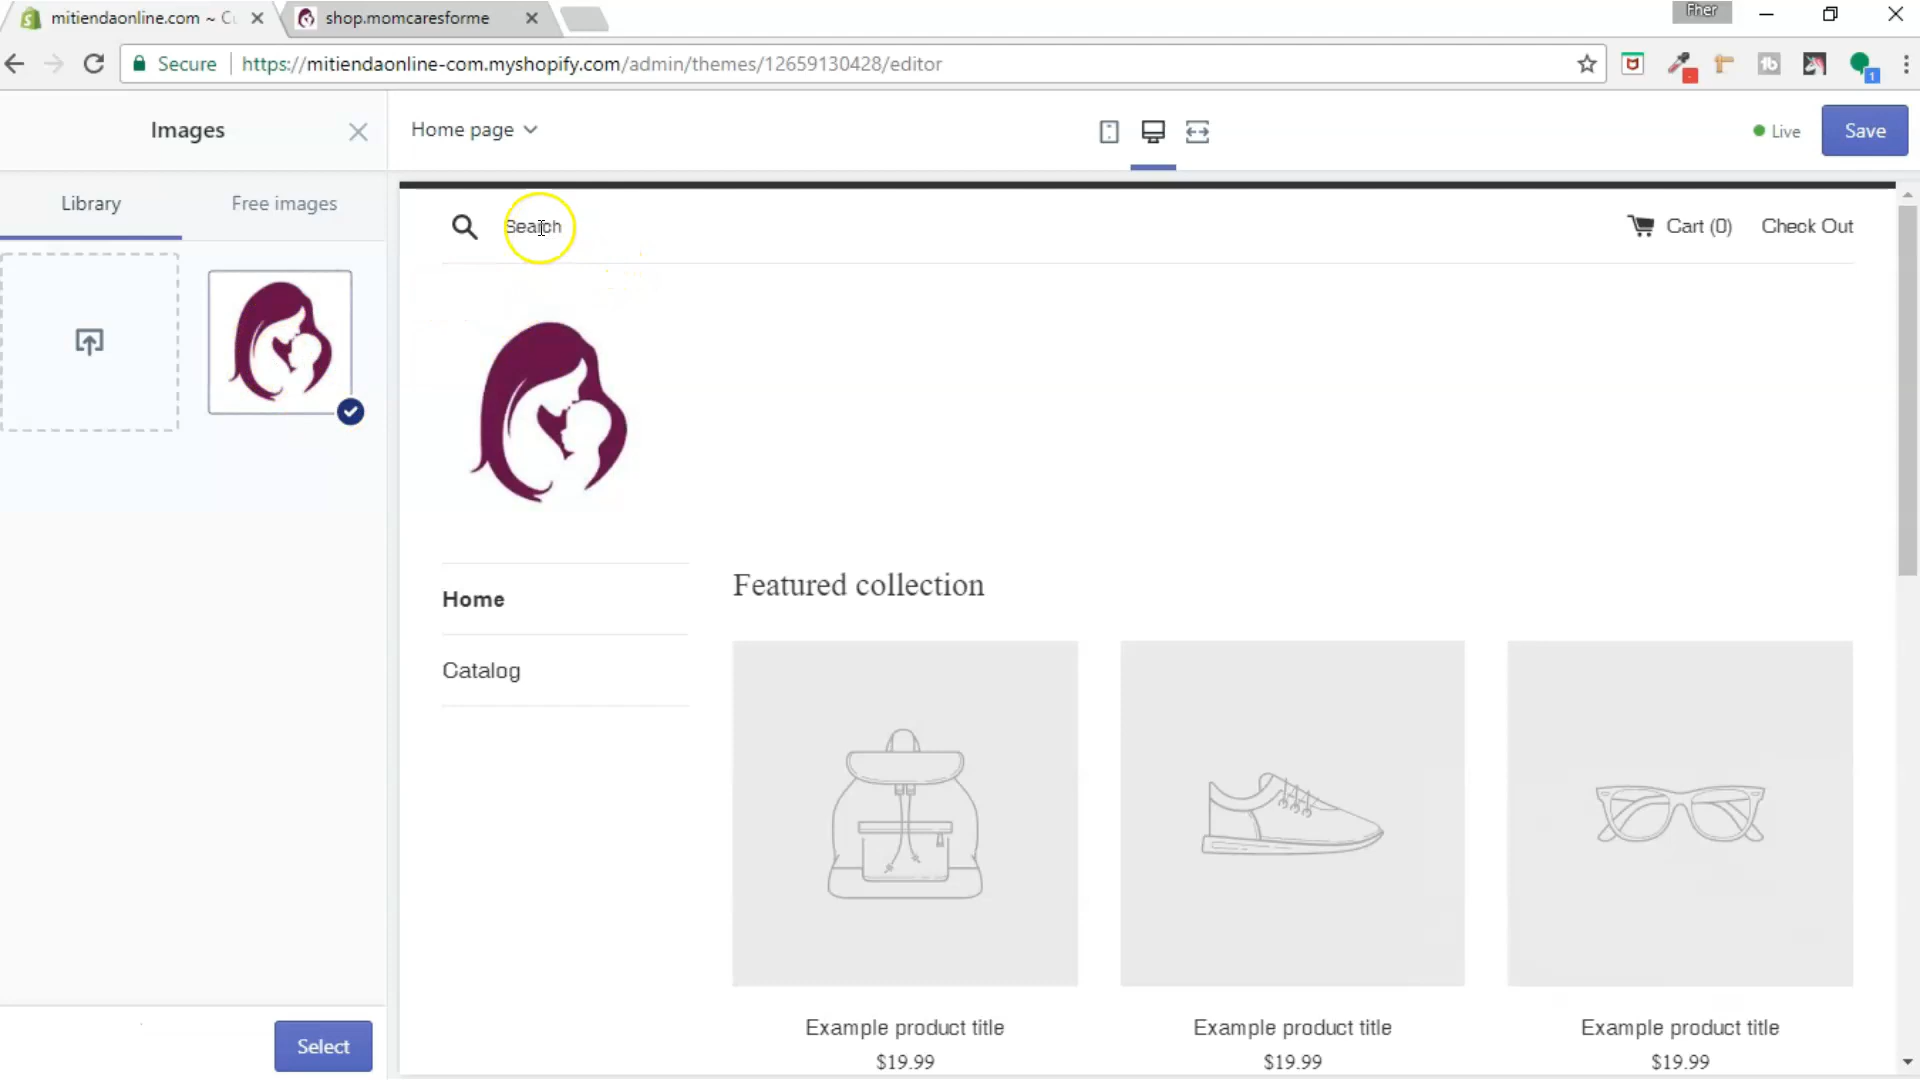 mitiendaonline.com ~ Cu
shop.momcaresforme
Fher
Secure
https://mitiendaonline-com.myshopify.com/admin/themes/12659130428/editor
1
Images
Home page
Live
Save
Library
Free images
Search
Cart (0)
Check Out
Home
Catalog
Featured collection
Example product title
$19.99
Example product title
$19.99
Example product title
$19.99
Select